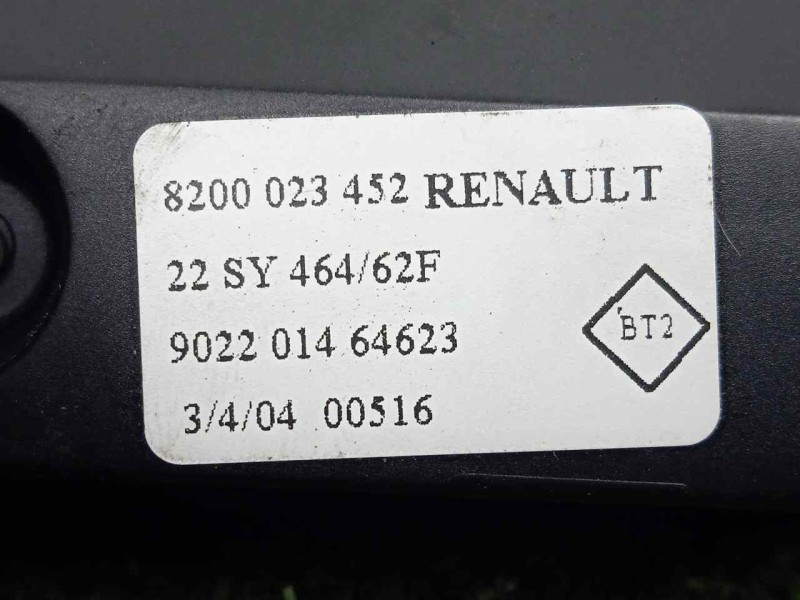 8200 023 452 RENAULT
22 SY 464/62F
9022 014 64623
BT2
3/4/04 00516